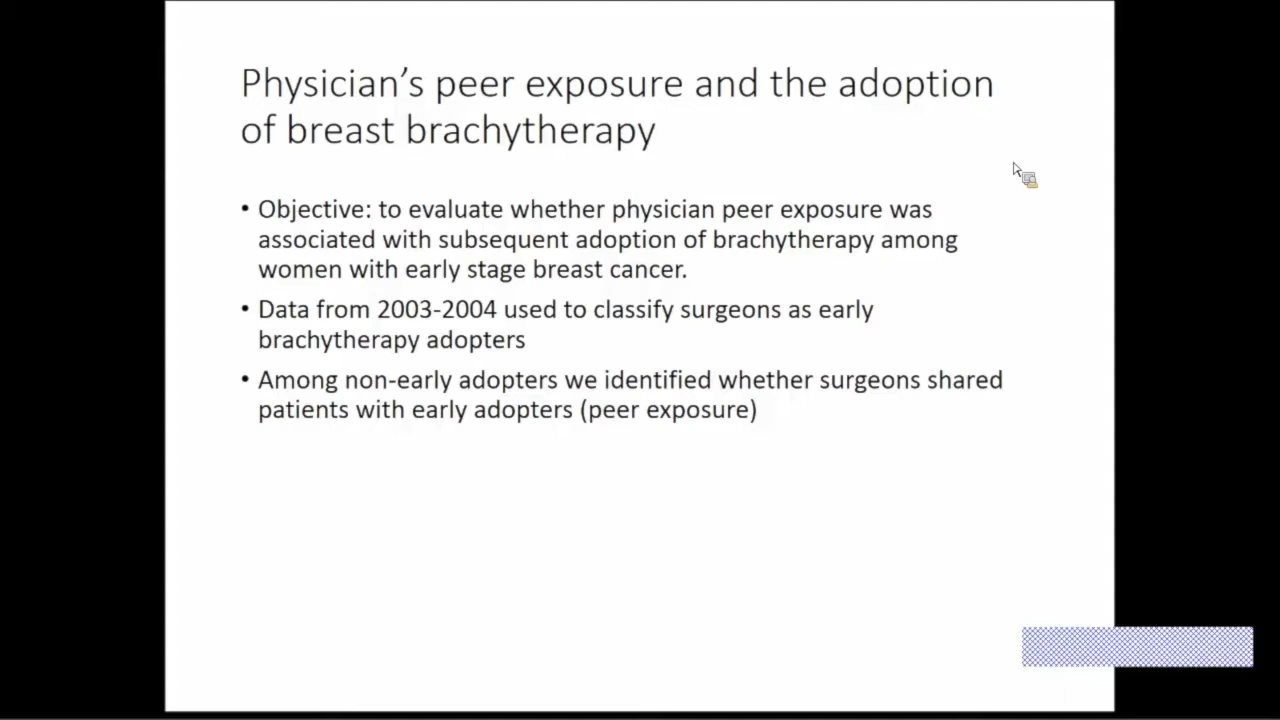 Physician’s peer exposure and the adoption
of breast brachytherapy
• Objective: to evaluate whether physician peer exposure was
associated with subsequent adoption of brachytherapy among
women with early stage breast cancer.
• Data from 2003-2004 used to classify surgeons as early
brachytherapy adopters
• Among non-early adopters we identified whether surgeons shared
patients with early adopters (peer exposure)